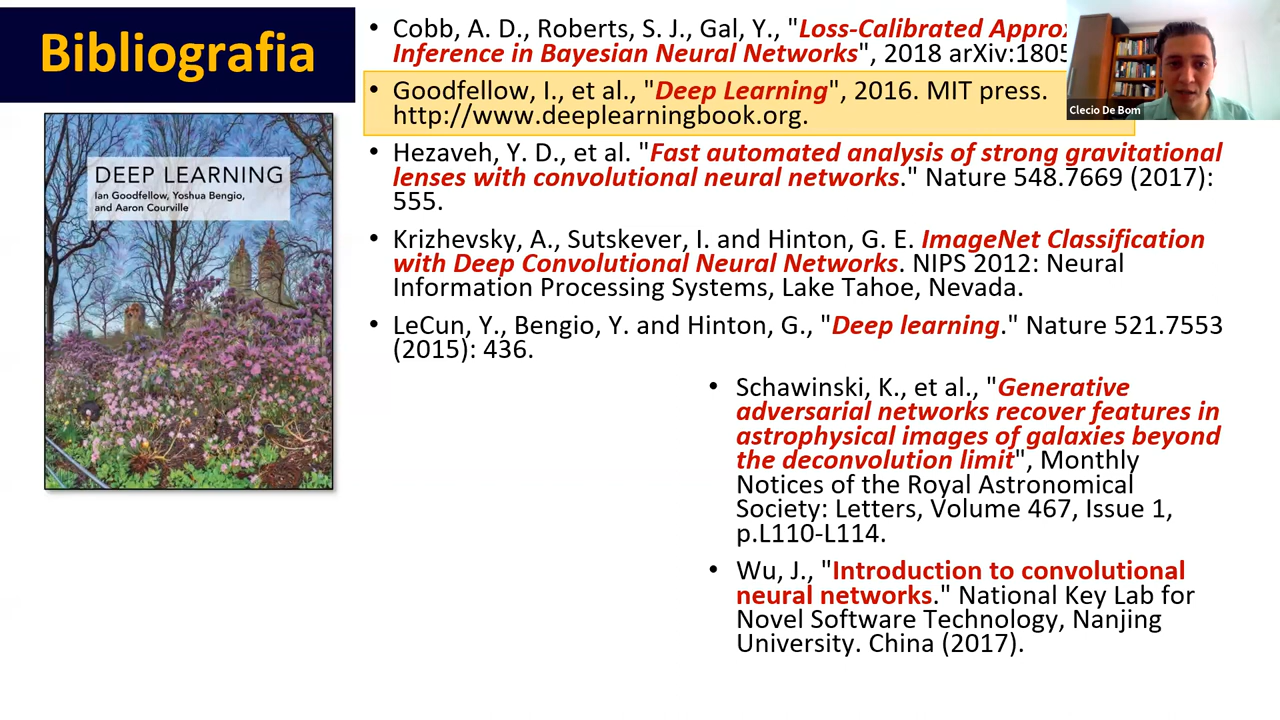 Bibliografia
DEEP LEARNING
Ian Goodfellow, Yoshua Bengio,
and Aaron Courville
• Cobb, A. D., Roberts, S. J., Gal, Y., "Loss-Calibrated
Inference in Bayesian Neural Networks", 2018
• Goodfellow, I., et al., "Deep Learning", 2016. MIT press.
http://www.deeplearningbook.org.
• Hezaveh, Y. D., et al. "Fast automated analysis of strong gravitational
lenses with convolutional neural networks." Nature 548.7669 (2017):
555.
• Krizhevsky, A., Sutskever, I. and Hinton, G. E. ImageNet Classification
with Deep Convolutional Neural Networks. NIPS 2012: Neural
Information Processing Systems, Lake Tahoe, Nevada.
• LeCun, Y., Bengio, Y. and Hinton, G., "Deep learning." Nature 521.7553
(2015): 436.
• Schawinski, K., et al., "Generative
adversarial networks recover features in
astrophysical images of galaxies beyond
the deconvolution limit", Monthly
Notices of the Royal Astronomical
Society: Letters, Volume 467, Issue 1,
p.L110-L114.
• Wu, J., "Introduction to convolutional
neural networks." National Key Lab for
Novel Software Technology, Nanjing
University. China (2017).
Clecio De Bom